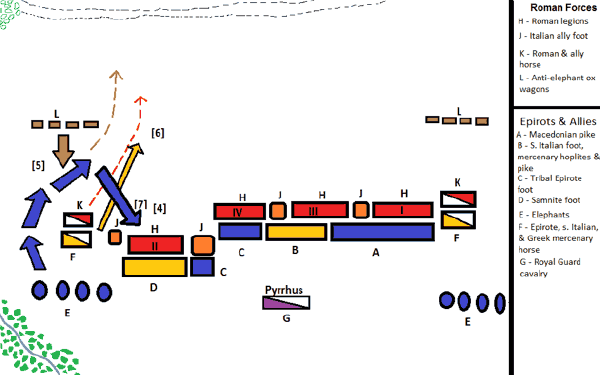 Roman Forces
H - Roman legions
J - Italian ally foot
K - Roman & ally
horse
L - Anti-elephant ox
wagons
Epirots & Allies
A - Macedonian pike
B - S. Italian foot,
mercenary hoplites &
pike
C - Tribal Epirote
foot
D - Samnite foot
E - Elephants
F - Epirote, s. Italian,
& Greek mercenary
horse
G - Royal Guard
cavalry
L
L
[6]
[5]
K
[7] [4]
H J H J H K
IV III I
J H J
II
F
C B A F
D C
E
Pyrrhus
G
E